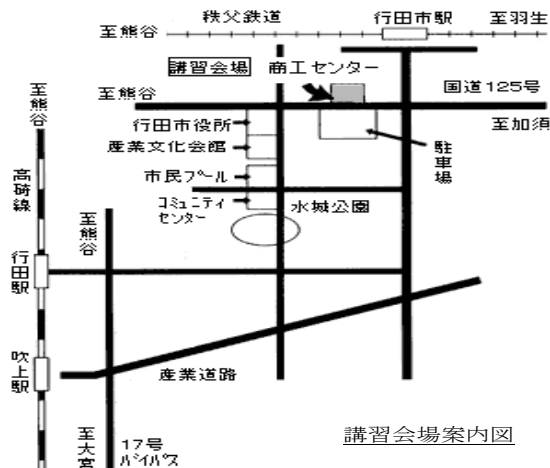 秩父鉄道
行田市駅
至羽生
至熊谷
講習会場
商工センター
国道125号
至熊谷
至加須
行田市役所
産業文化会館
駐車場
市民プール
コミュニティ
センター
水城公園
至熊谷
高碕線
至熊谷
行田駅
吹上駅
産業道路
至大宮
17号
バイパス
講習会場案内図